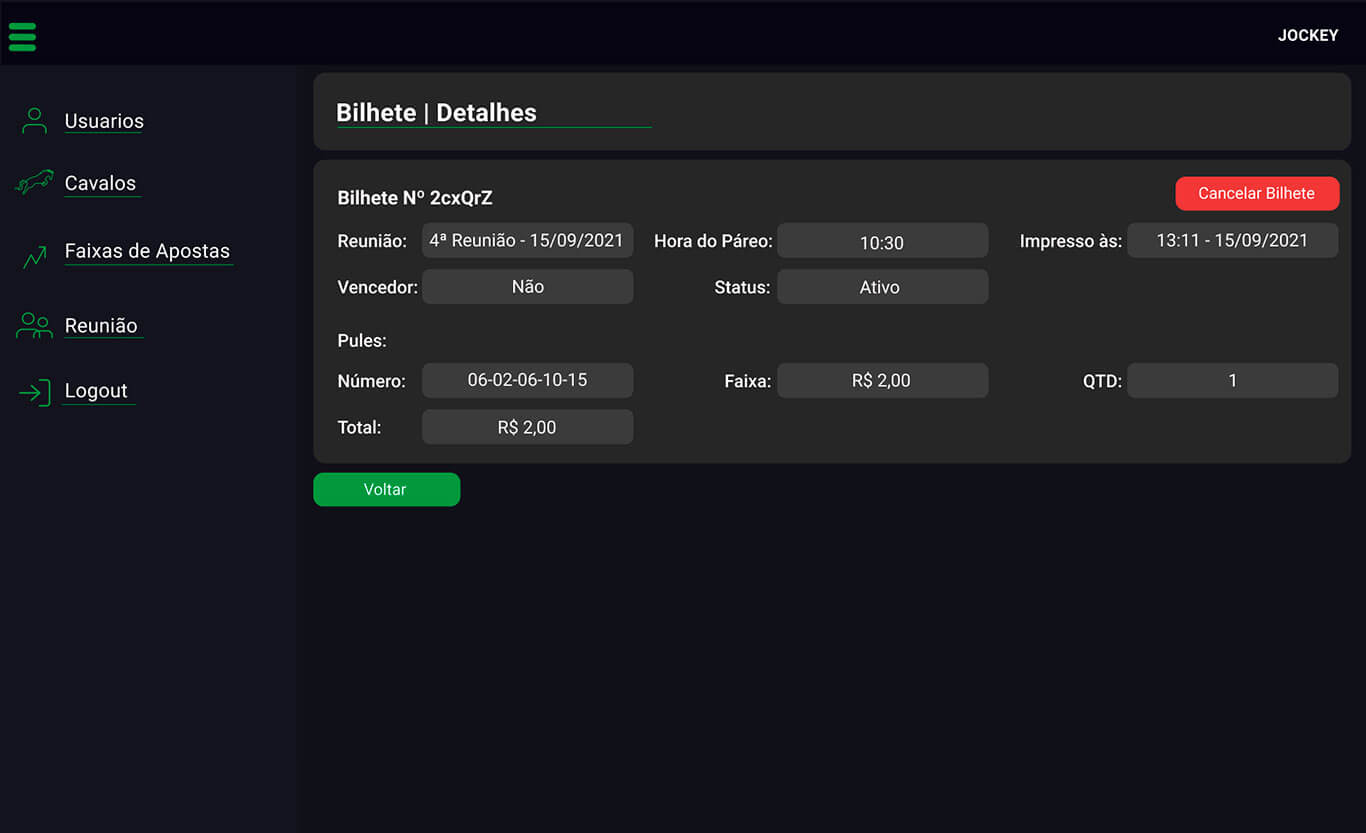 JOCKEY
Usuarios
Cavalos
Faixas de Apostas
Reunião
Logout
Bilhete | Detalhes
Bilhete Nº 2cxQrZ
Cancelar Bilhete
Reunião: 4ª Reunião - 15/09/2021 Hora do Páreo: 10:30 Impresso às: 13:11 - 15/09/2021
Vencedor: Não Status: Ativo
Pules:
Número: 06-02-06-10-15 Faixa: R$ 2,00 QTD: 1
Total: R$ 2,00
Voltar